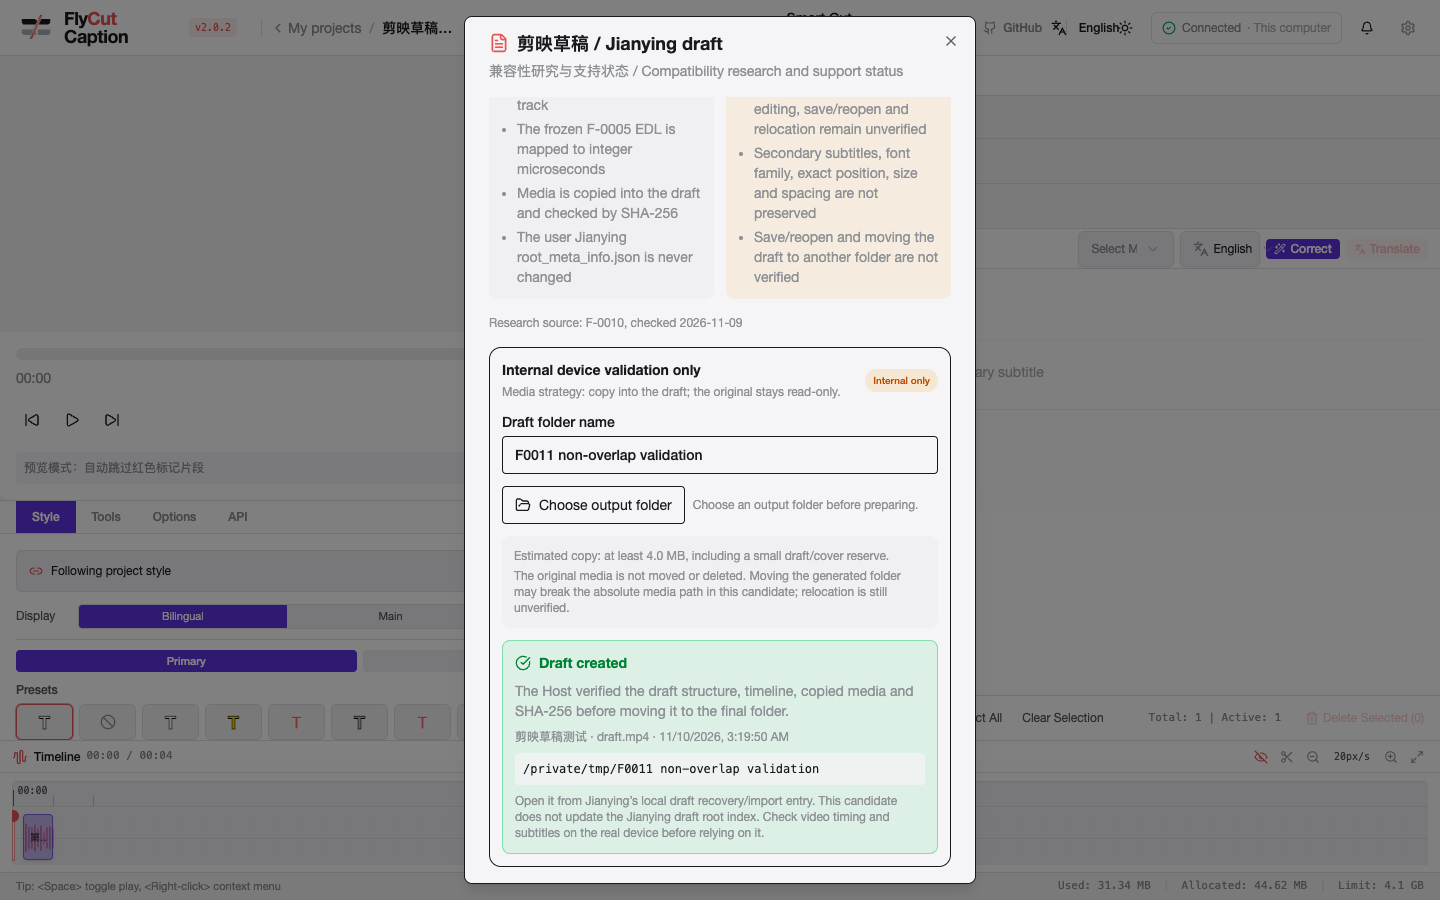 FlyCut
Caption
v2.0.2
My projects
/
剪映草稿...
GitHub
English
Connected · This computer
剪映草稿 / Jianying draft
兼容性研究与支持状态 / Compatibility research and support status
track
The frozen F-0005 EDL is
mapped to integer
microseconds
Media is copied into the draft
and checked by SHA-256
The user Jianying
root_meta_info.json is never
changed
editing, save/reopen and
relocation remain unverified
Secondary subtitles, font
family, exact position, size
and spacing are not
preserved
Save/reopen and moving the
draft to another folder are not
verified
Research source: F-0010, checked 2026-11-09
Internal device validation only
Media strategy: copy into the draft; the original stays read-only.
Internal only
Draft folder name
F0011 non-overlap validation
Choose output folder
Choose an output folder before preparing.
Estimated copy: at least 4.0 MB, including a small draft/cover reserve.
The original media is not moved or deleted. Moving the generated folder
may break the absolute media path in this candidate; relocation is still
unverified.
Draft created
The Host verified the draft structure, timeline, copied media and
SHA-256 before moving it to the final folder.
剪映草稿测试 · draft.mp4 · 11/10/2026, 3:19:50 AM
/private/tmp/F0011 non-overlap validation
Open it from Jianying's local draft recovery/import entry. This candidate
does not update the Jianying draft root index. Check video timing and
subtitles on the real device before relying on it.
Select M
English
Correct
Translate
ary subtitle
00:00
预览模式：自动跳过红色标记片段
Style
Tools
Options
API
Following project style
Display
Bilingual
Main
Primary
Presets
ct All
Clear Selection
Total: 1 | Active: 1
Delete Selected (0)
Timeline
00:00 / 00:04
20px/s
00:00
第...
Tip: <Space> toggle play, <Right-click> context menu
Used: 31.34 MB
Allocated: 44.62 MB
Limit: 4.1 GB